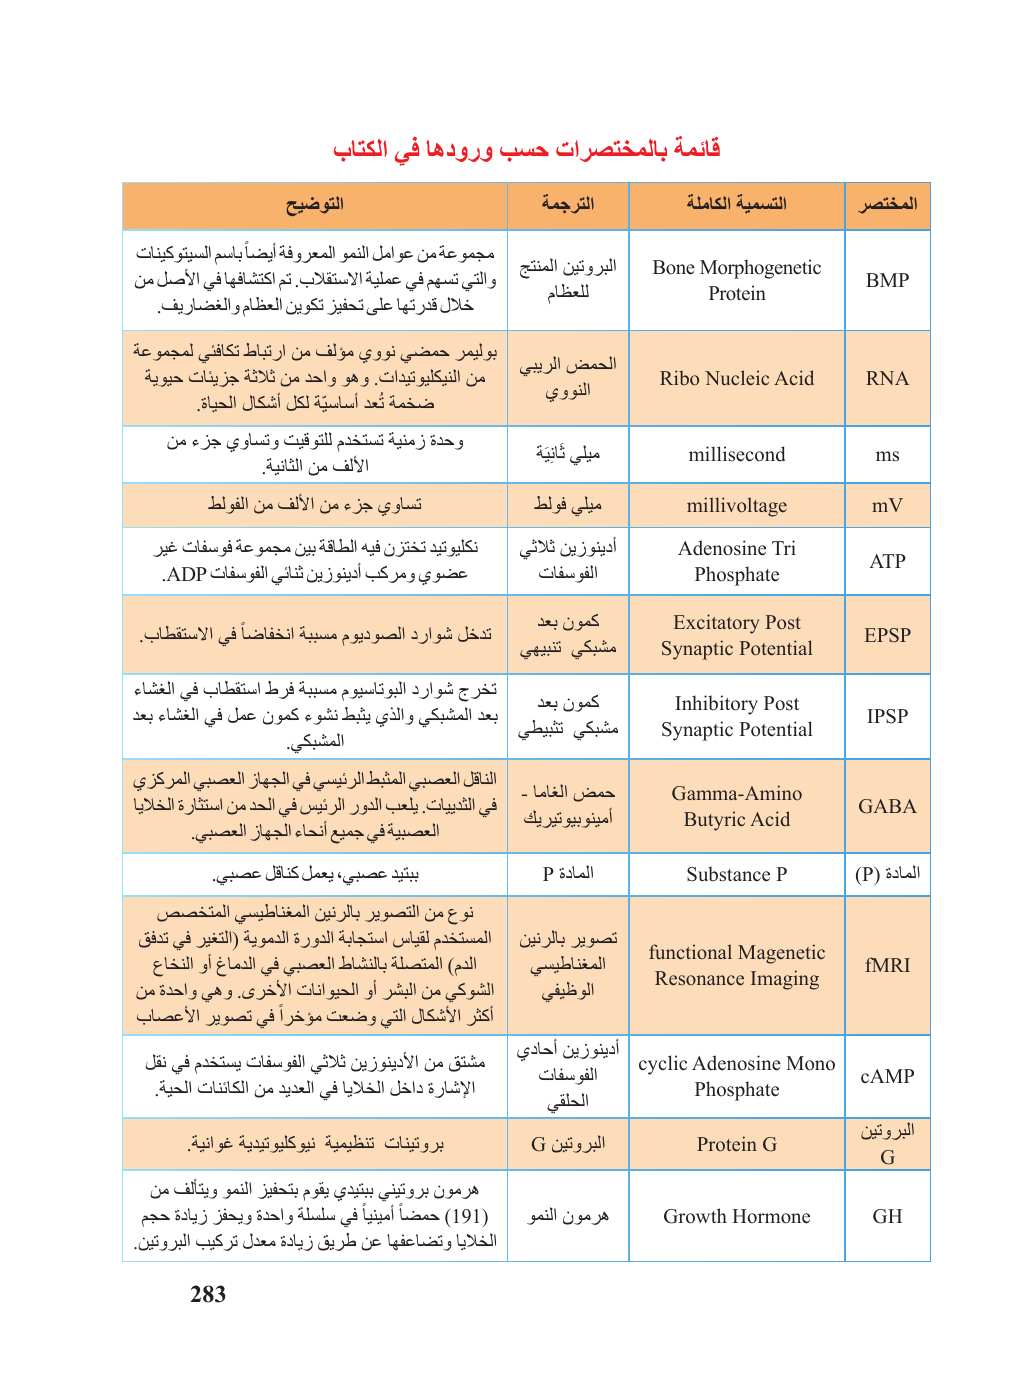 قائمة بالمختصرات حسب ورودها في الكتاب
المختصر التسمية الكاملة الترجمة التوضيح
BMP
Bone Morphogenetic
Protein
البروتين المنتج
للعظام
مجموعة من عوامل النمو المعروفة أيضاً باسم السيتوكينات
والتي تسهم في عملية الاستقلاب. تم اكتشافها في الأصل من
خلال قدرتها على تحفيز تكوين العظام والغضاريف.
RNA
Ribo Nucleic Acid
الحمض الريبي
النووي
بوليمر حمضي نووي مؤلف من ارتباط تكافئي لمجموعة
من النيكليوتيدات. وهو واحد من ثلاثة جزيئات حيوية
ضخمة تُعد أساسيّة لكل أشكال الحياة.
ms
millisecond
ميلي ثَانِيَة
وحدة زمنية تستخدم للتوقيت وتساوي جزء من
الألف من الثانية.
mV
millivoltage
ميلي فولط
تساوي جزء من الألف من الفولط
ATP
Adenosine Tri
Phosphate
أدينوزين ثلاثي
الفوسفات
نكليوتيد تختزن فيه الطاقة بين مجموعة فوسفات غير
عضوي ومركب أدينوزين ثنائي الفوسفات ADP.
EPSP
Excitatory Post
Synaptic Potential
كمون بعد
مشبكي تنبيهي
تدخل شوارد الصوديوم مسببة انخفاضاً في الاستقطاب.
IPSP
Inhibitory Post
Synaptic Potential
كمون بعد
مشبكي تثبيطي
تخرج شوارد البوتاسيوم مسببة فرط استقطاب في الغشاء
بعد المشبكي والذي يثبط نشوء كمون عمل في الغشاء بعد
المشبكي.
GABA
Gamma-Amino
Butyric Acid
حمض الغاما -
أمينوبيوتيريك
الناقل العصبي المثبط الرئيسي في الجهاز العصبي المركزي
في الثدييات. يلعب الدور الرئيس في الحد من استثارة الخلايا
العصبية في جميع أنحاء الجهاز العصبي.
المادة (P)
Substance P
المادة P
ببتيد عصبي، يعمل كناقل عصبي.
fMRI
functional Magenetic
Resonance Imaging
تصوير بالرنين
المغناطيسي
الوظيفي
نوع من التصوير بالرنين المغناطيسي المتخصص
المستخدم لقياس استجابة الدورة الدموية (التغير في تدفق
الدم) المتصلة بالنشاط العصبي في الدماغ أو النخاع
الشوكي من البشر أو الحيوانات الأخرى. وهي واحدة من
أكثر الأشكال التي وضعت مؤخراً في تصوير الأعصاب
cAMP
cyclic Adenosine Mono
Phosphate
أدينوزين أحادي
الفوسفات
الحلقي
مشتق من الأدينوزين ثلاثي الفوسفات يستخدم في نقل
الإشارة داخل الخلايا في العديد من الكائنات الحية.
البروتين
G
Protein G
البروتين G
بروتينات تنظيمية نيوكليوتيدية غوانية.
GH
Growth Hormone
هرمون النمو
هرمون بروتيني ببتيدي يقوم بتحفيز النمو ويتألف من
(191) حمضاً أمينياً في سلسلة واحدة ويحفز زيادة حجم
الخلايا وتضاعفها عن طريق زيادة معدل تركيب البروتين.
283